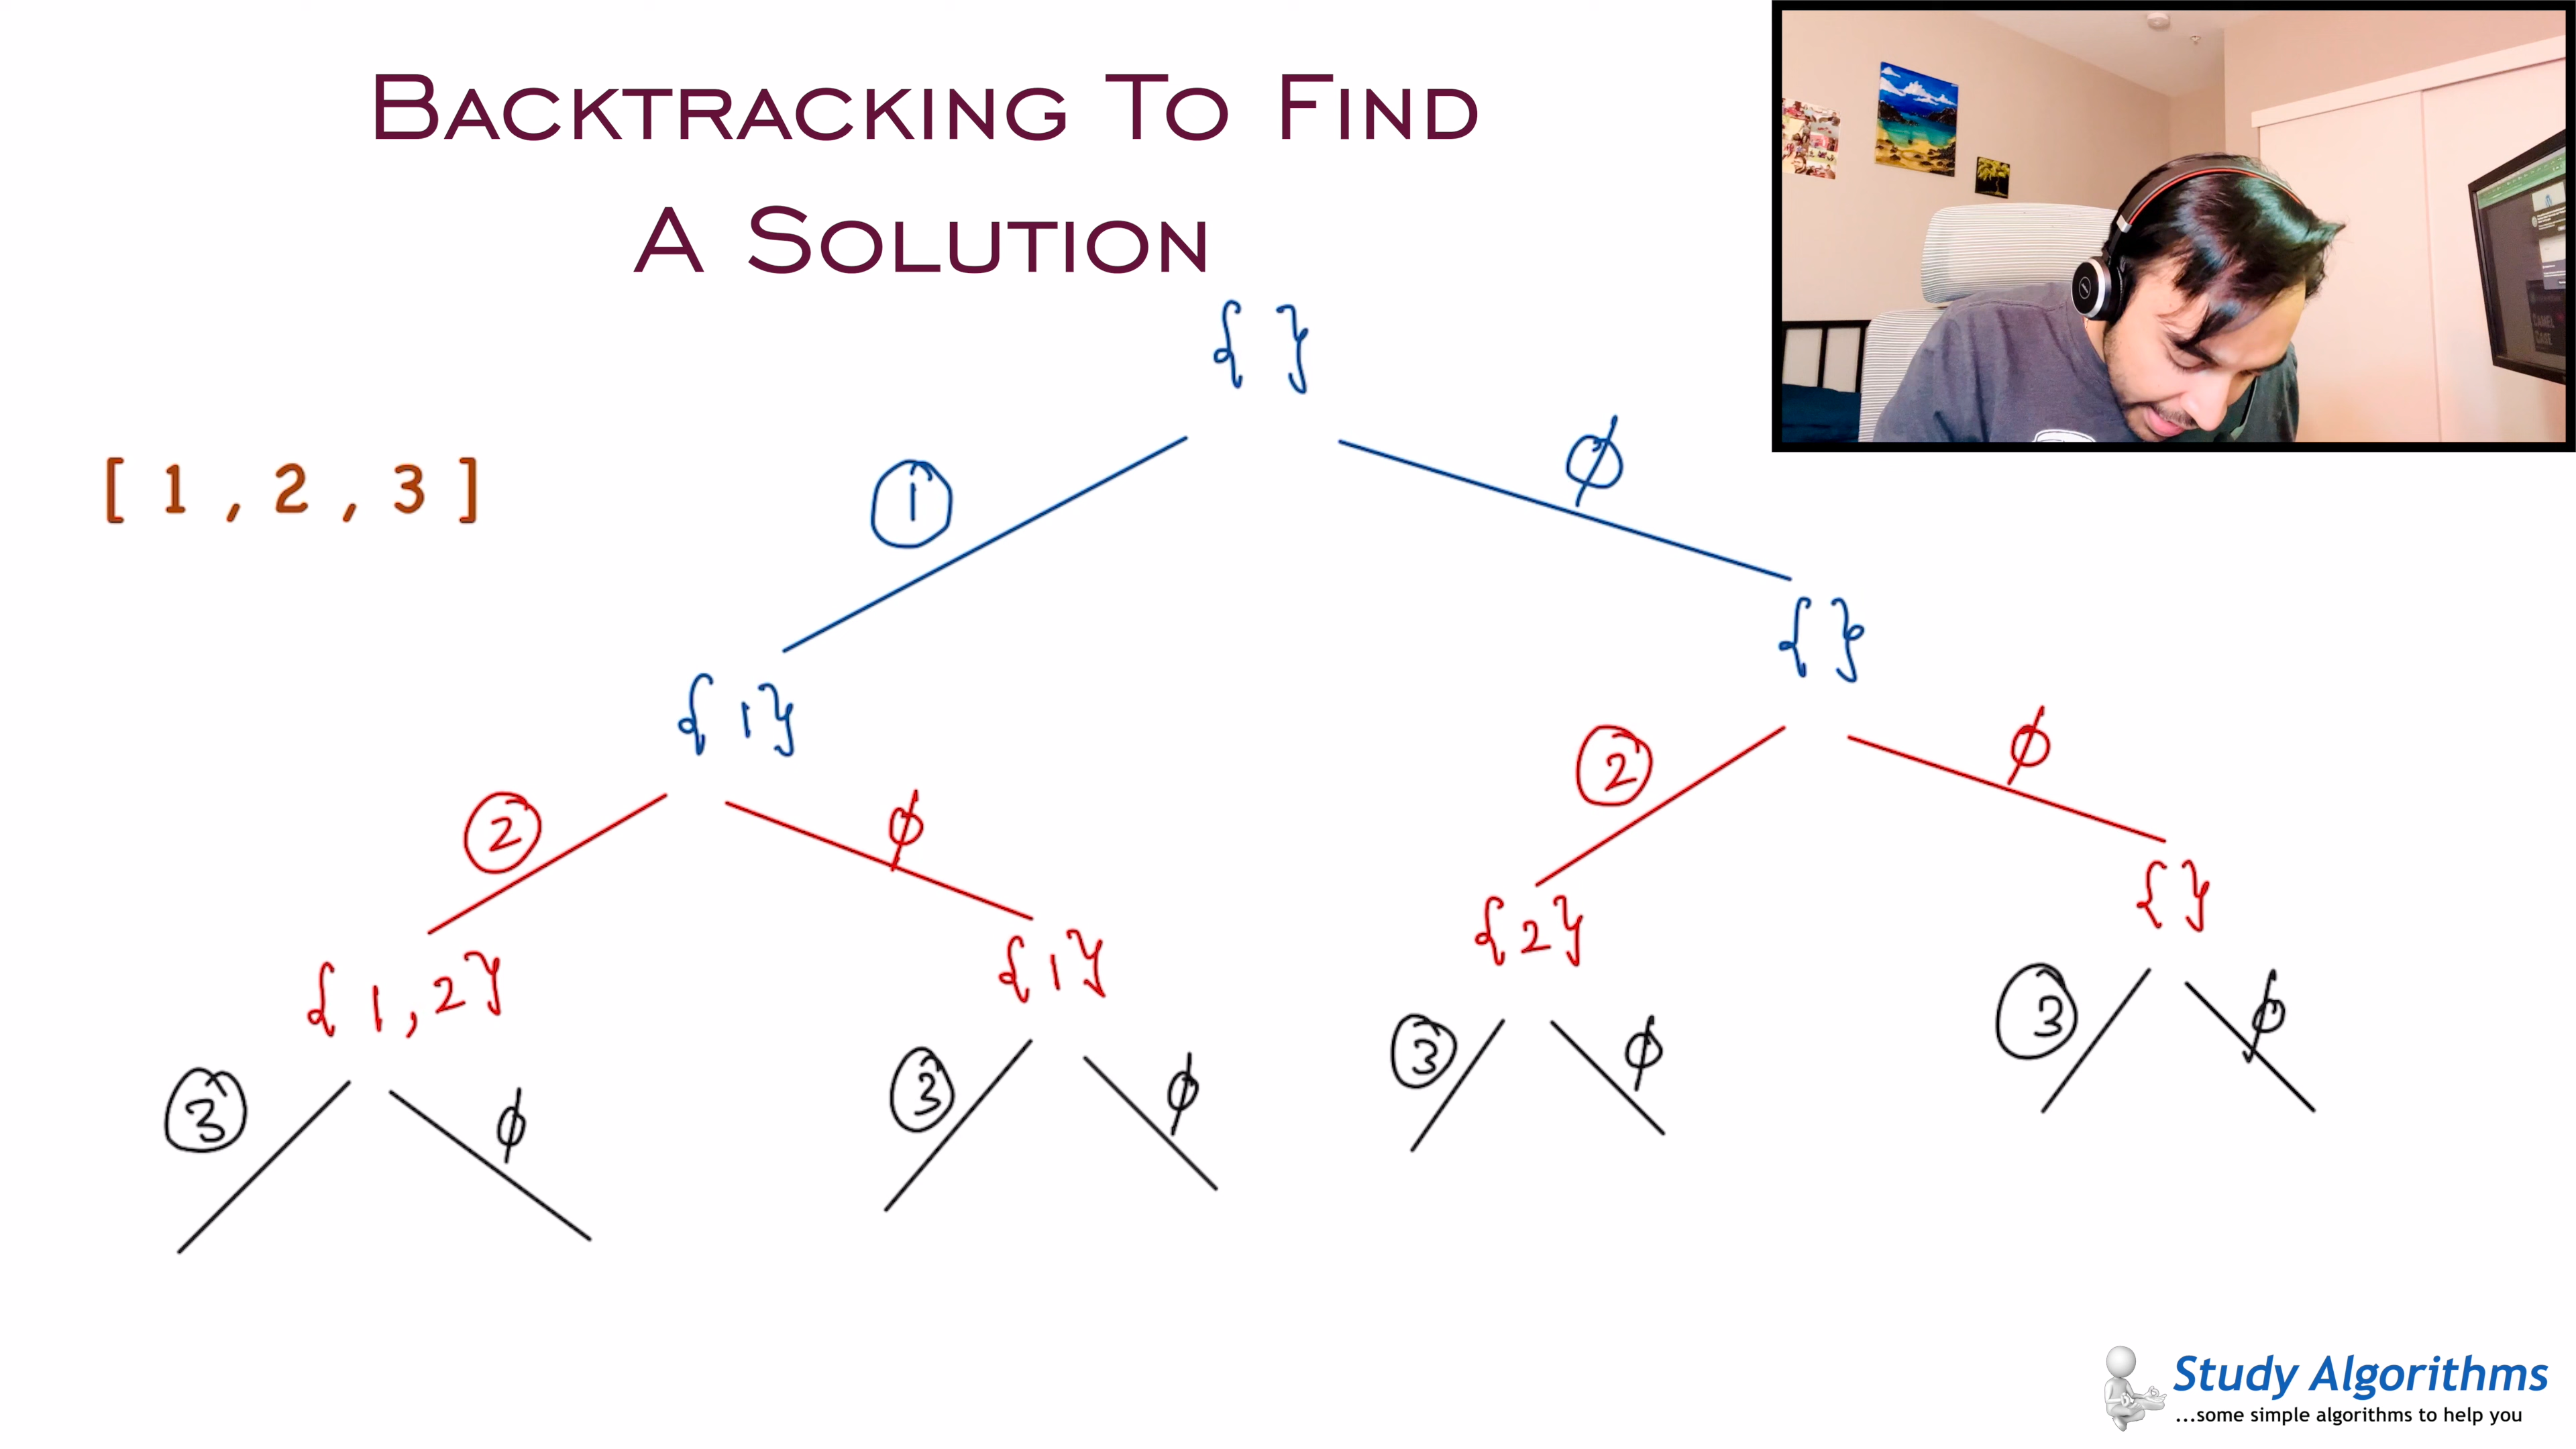 BACKTRACKING TO FIND
A SOLUTION
{ }
[ 1 , 2 , 3 ]
1
ϕ
{ 1 }
{ }
2
ϕ
2
ϕ
{ 1 , 2 }
{ 1 }
{ 2 }
{ }
3
ϕ
3
ϕ
3
ϕ
3
ϕ
Study Algorithms
...some simple algorithms to help you